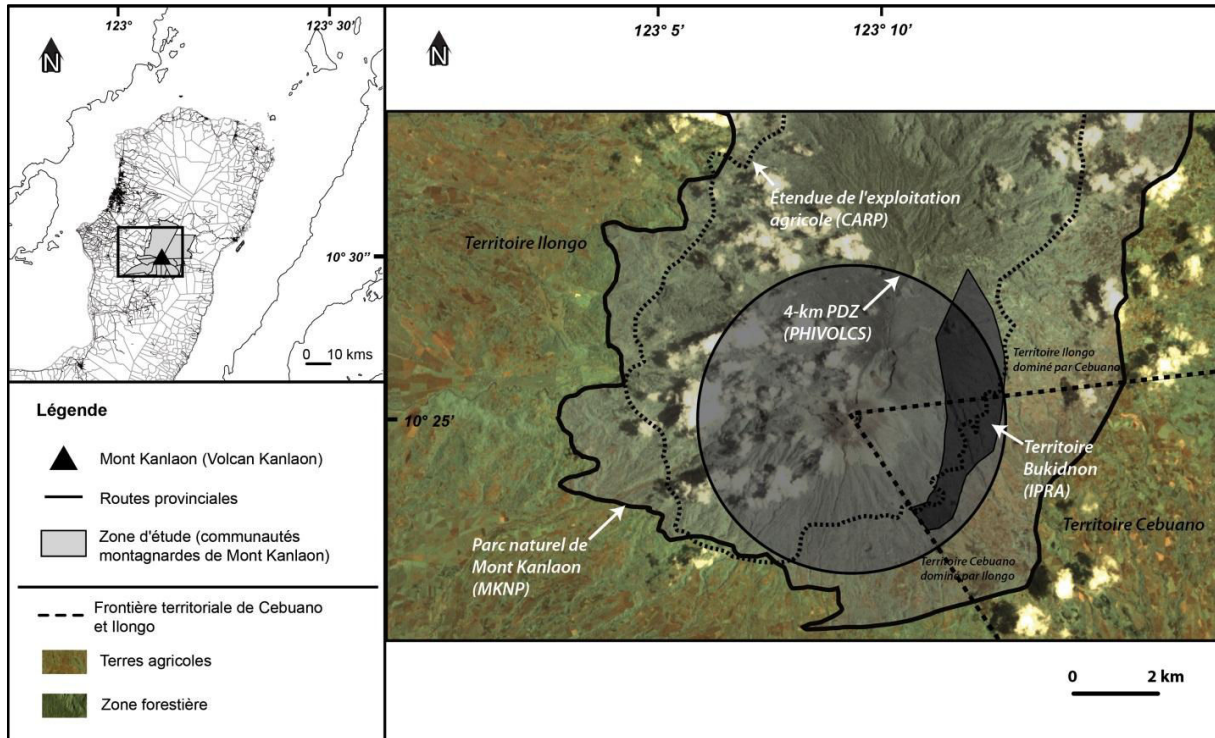 123°
123° 30'
N
10° 30"
0 10 kms
Légende
Mont Kanlaon (Volcan Kanlaon)
Routes provinciales
Zone d'étude (communautés
montagnardes de Mont Kanlaon)
Frontière territoriale de Cebuano
et Ilongo
Terres agricoles
Zone forestière
123° 5'
123° 10'
N
10° 25'
Etendue de l'exploitation
agricole (CARP)
Territoire Ilongo
4-km PDZ
(PHIVOLCS)
Territoire Ilongo
dominé par Cebuano
Territoire
Bukidnon
(IPRA)
Territoire Cebuano
Parc naturel de
Mont Kanlaon
(MKNP)
Territoire Cebuano
dominé par Ilongo
0 2 km